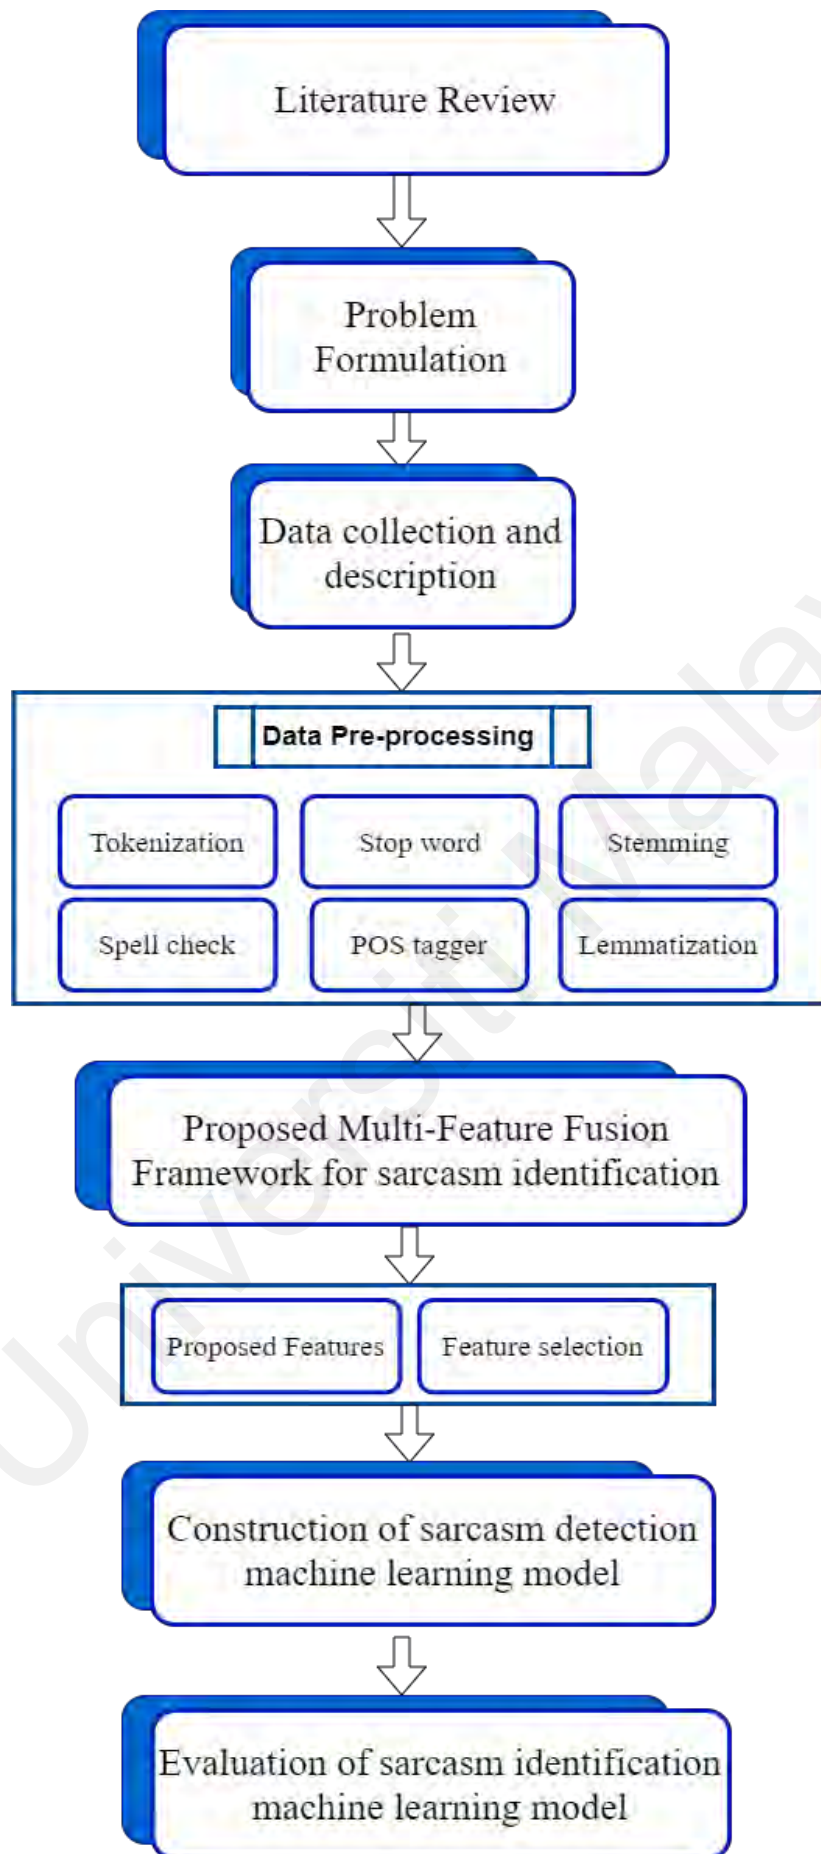 Literature Review
Problem
Formulation
Data collection and
description
Data Pre-processing
Tokenization
Stop word
Stemming
Spell check
POS tagger
Lemmatization
Proposed Multi-Feature Fusion
Framework for sarcasm identification
Proposed Features
Feature selection
Construction of sarcasm detection
machine learning model
Evaluation of sarcasm identification
machine learning model
Universiti Malay